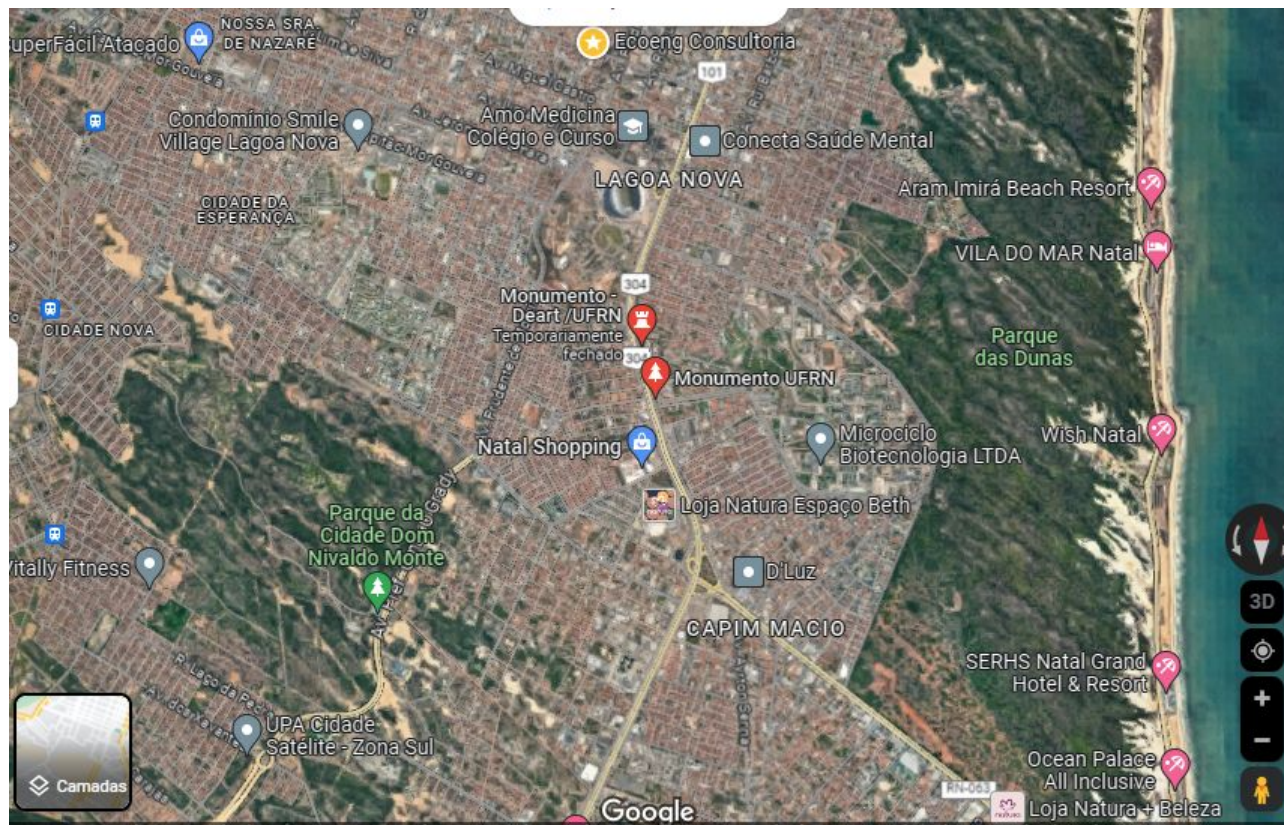 NOSSA SRA.
DE NAZARÉ
SuperFácil Atacado
Ecoeng Consultoria
Av. Miguel Castro
101
Condomínio Smile
Village Lagoa Nova
Amo Medicina
Colégio e Curso
Conecta Saúde Mental
LAGOA NOVA
Aram Imirá Beach Resort
CIDADE DA
ESPERANÇA
VILA DO MAR Natal
304
Monumento -
Deart /UFRN
Temporariamente
fechado
304
CIDADE NOVA
Parque
das Dunas
Monumento UFRN
Natal Shopping
Microciclo
Biotecnologia LTDA
Wish Natal
Loja Natura Espaço Beth
Parque da
Cidade Dom
Nivaldo Monte
Vitally Fitness
D'Luz
3D
CAPIM MACIO
SERHS Natal Grand
Hotel & Resort
UPA Cidade
Satélite - Zona Sul
Ocean Palace
All Inclusive
Camadas
RN-063
Google
Loja Natura + Beleza